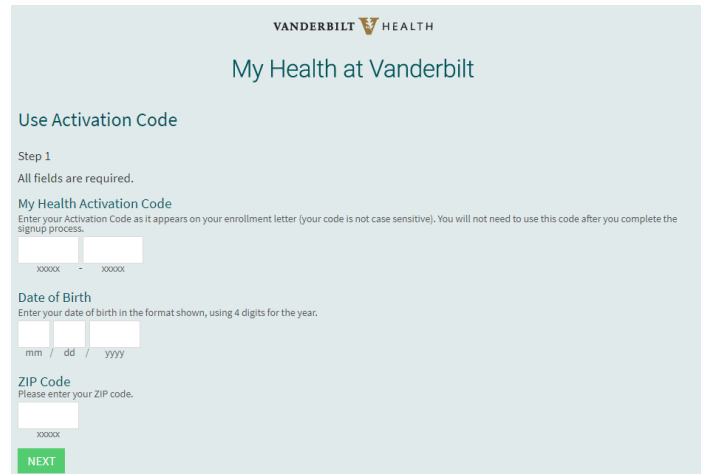 VANDERBILT V HEALTH
My Health at Vanderbilt
Use Activation Code
Step 1
All fields are required.
My Health Activation Code
Enter your Activation Code as it appears on your enrollment letter (your code is not case sensitive). You will not need to use this code after you complete the
signup process.
xxxxx - xxxxx
Date of Birth
Enter your date of birth in the format shown, using 4 digits for the year.
mm / dd / yyyy
ZIP Code
Please enter your ZIP code.
xxxxx
NEXT